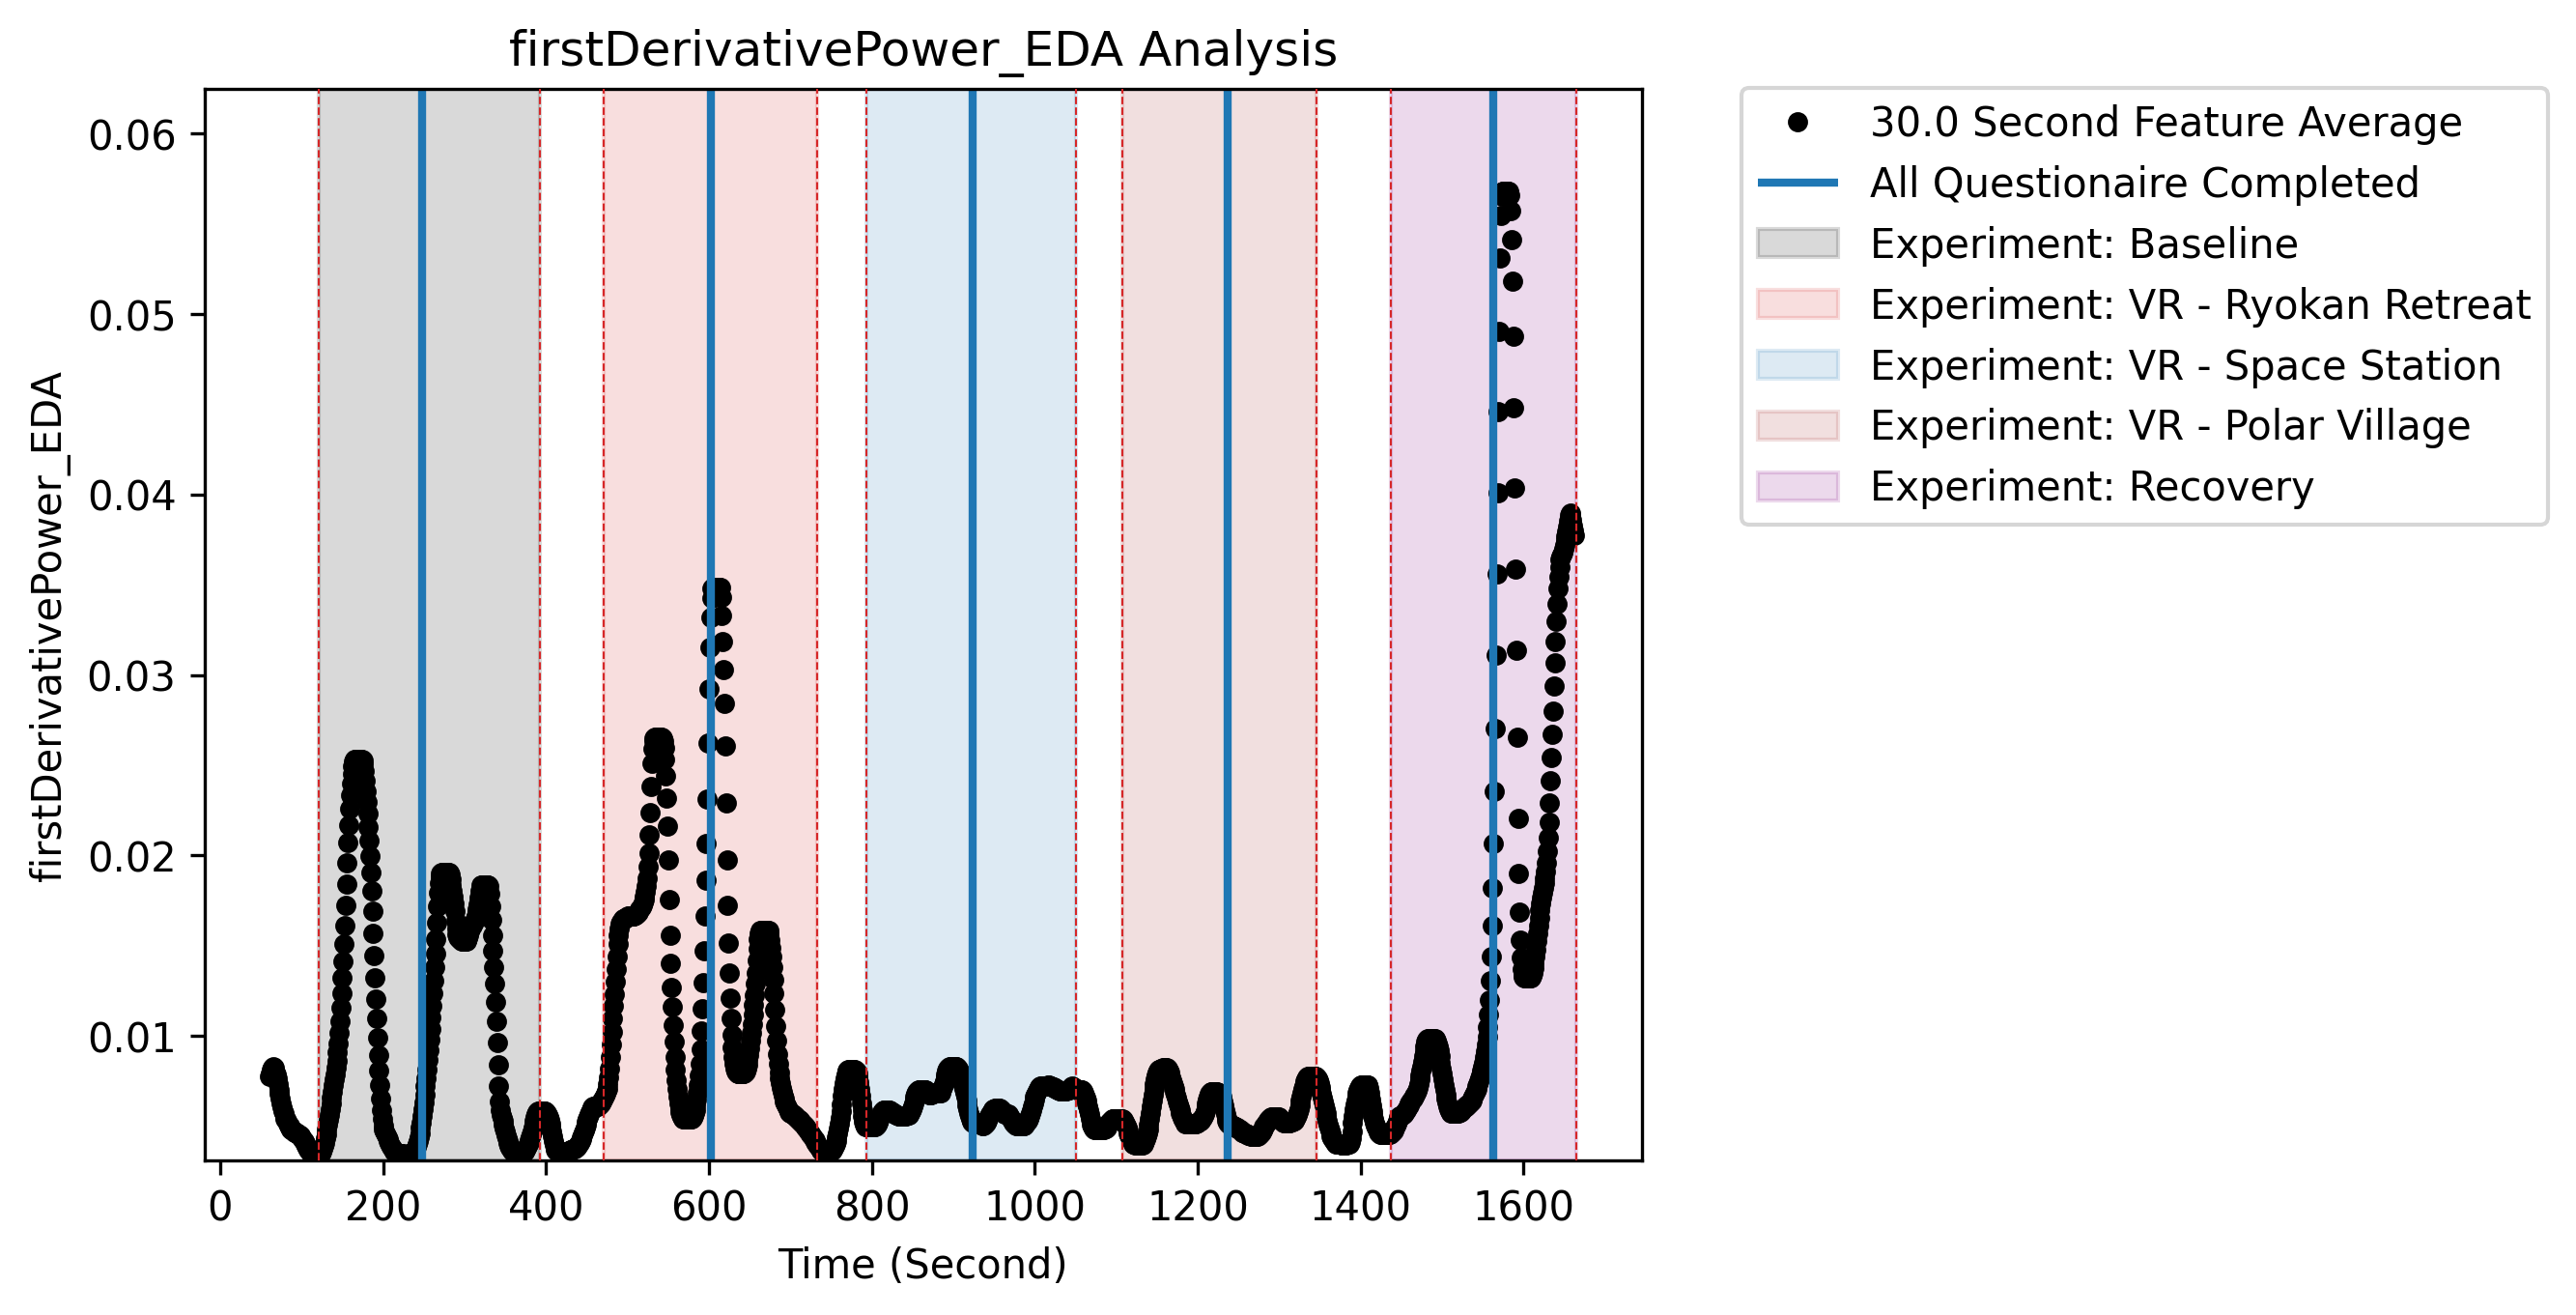 firstDerivativePower_EDA Analysis
firstDerivativePower_EDA
0.06
0.05
0.04
0.03
0.02
0.01
0 200 400 600 800 1000 1200 1400 1600
Time (Second)
30.0 Second Feature Average
All Questionaire Completed
Experiment: Baseline
Experiment: VR - Ryokan Retreat
Experiment: VR - Space Station
Experiment: VR - Polar Village
Experiment: Recovery